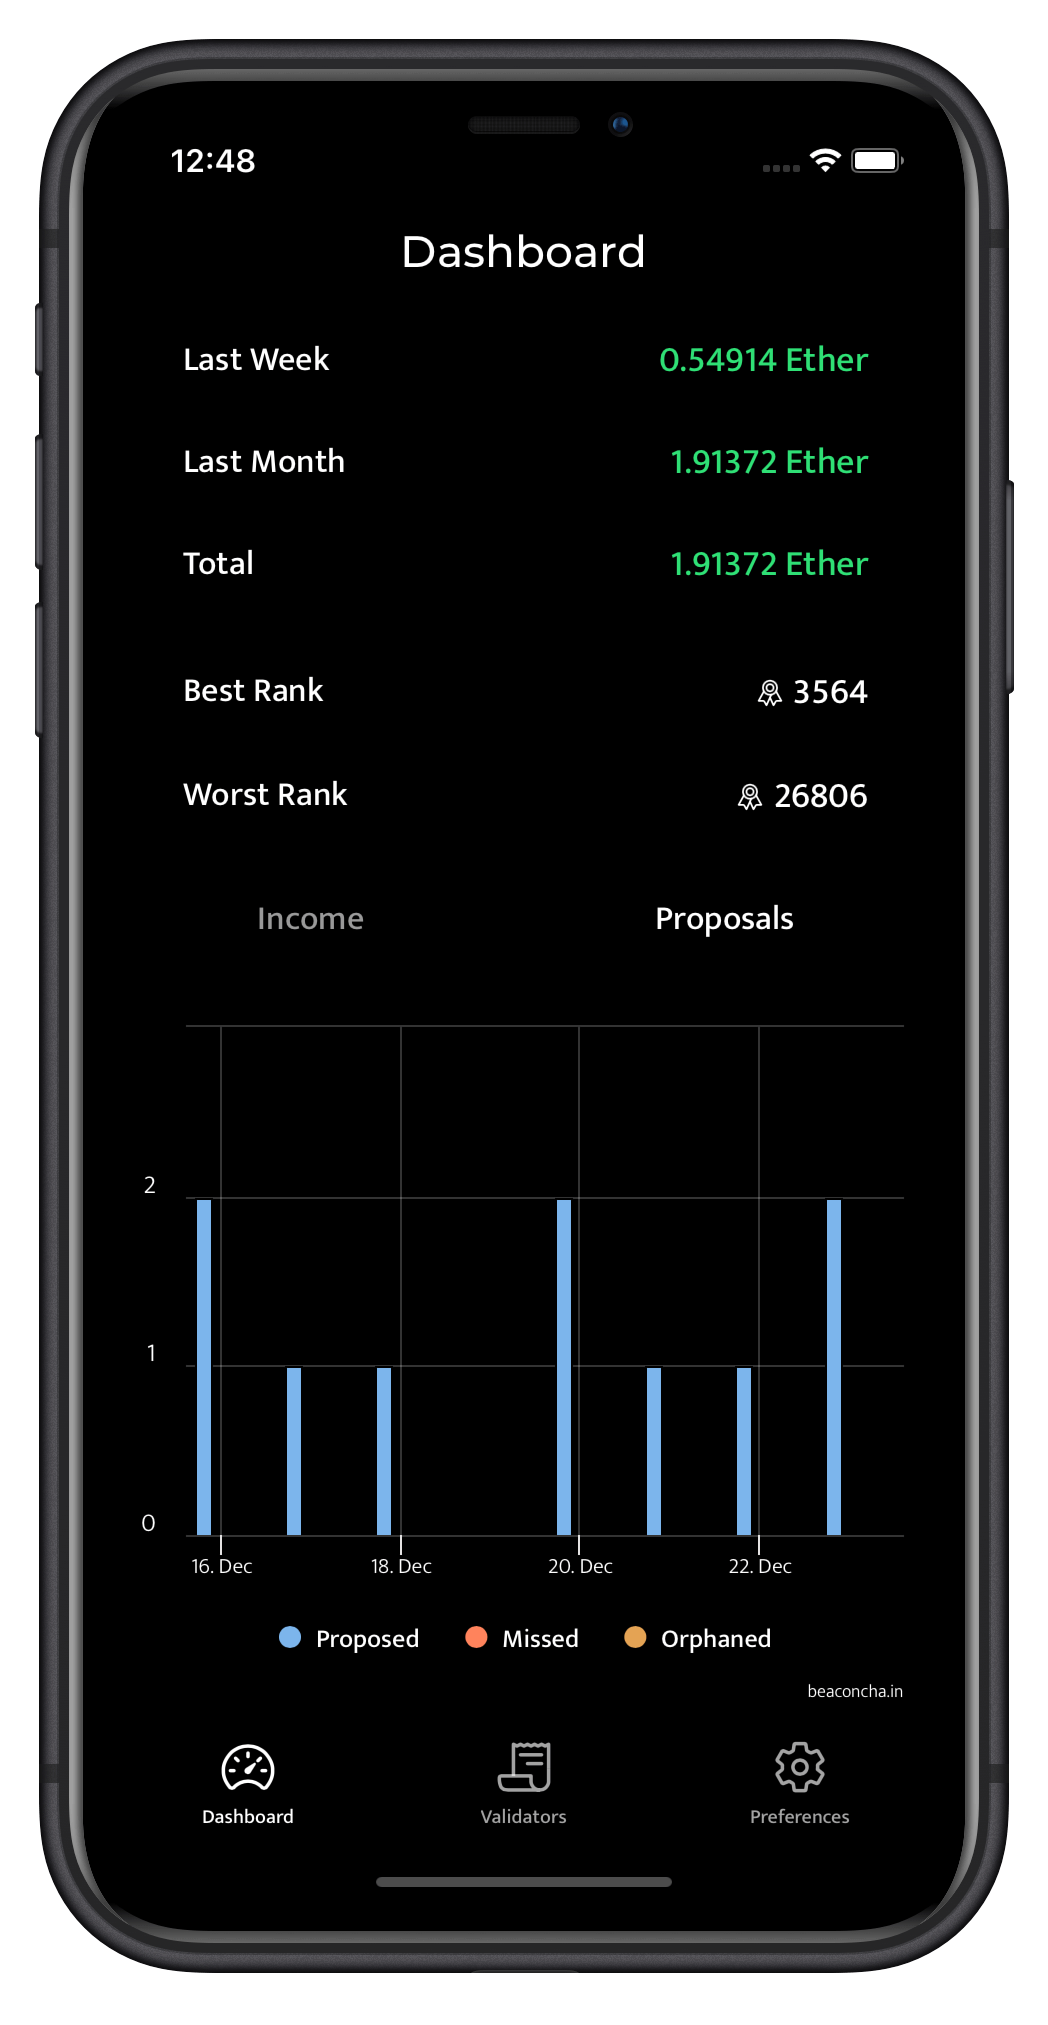 12:48
Dashboard
Last Week 0.54914 Ether
Last Month 1.91372 Ether
Total 1.91372 Ether
Best Rank 3564
Worst Rank 26806
Income Proposals
2
1
0
16. Dec 18. Dec 20. Dec 22. Dec
Proposed Missed Orphaned
beaconcha.in
Dashboard Validators Preferences